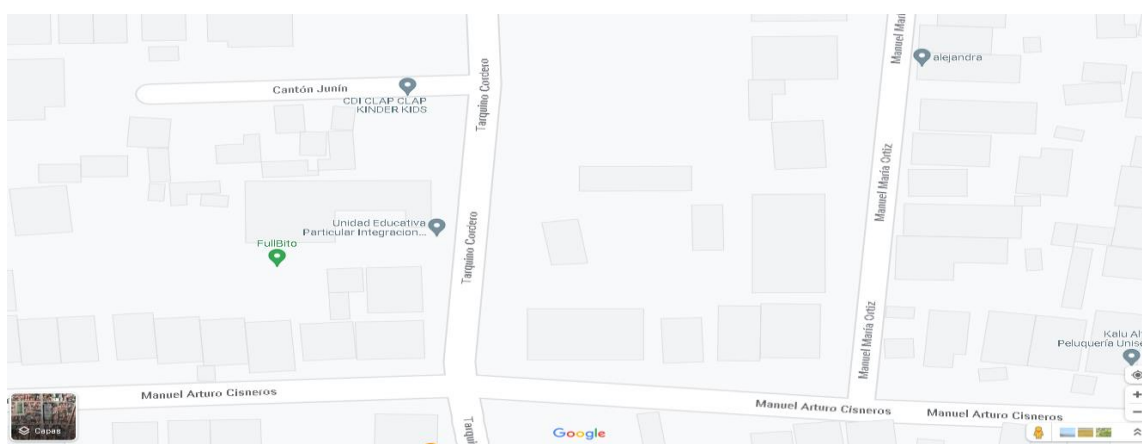 Manuel Marí
alejandra
Cantón Junín
CDI CLAP CLAP
KINDER KIDS
Tarquino Cordero
Manuel María Ortiz
Unidad Educativa
Particular Integracion...
Tarquino Cordero
FullBito
Manuel María Ortiz
Kalu Al
Peluquería Unise
Manuel Arturo Cisneros
Manuel Arturo Cisneros
Manuel Arturo Cisneros
Tarqui
Capas
Google